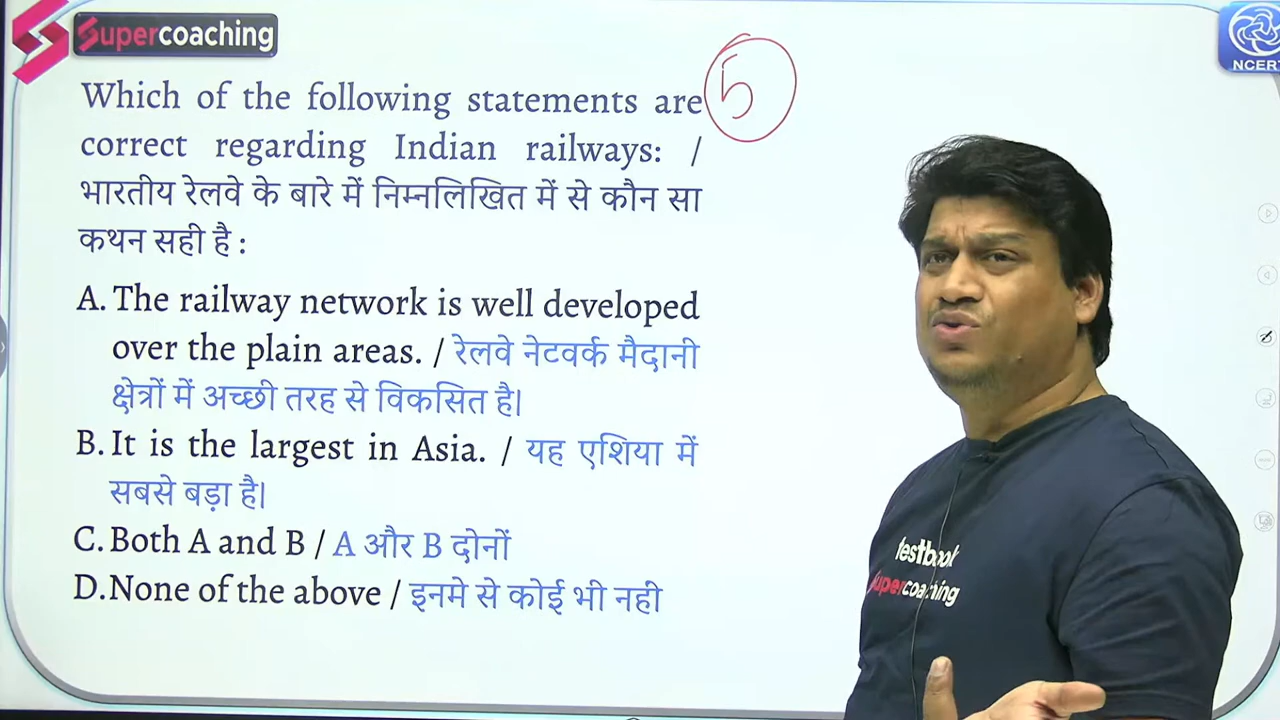 Supercoaching
NCERT
5
Which of the following statements are
correct regarding Indian railways: /
भारतीय रेलवे के बारे में निम्नलिखित में से कौन सा
कथन सही है :
A. The railway network is well developed
over the plain areas. / रेलवे नेटवर्क मैदानी
क्षेत्रों में अच्छी तरह से विकसित है।
B. It is the largest in Asia. / यह एशिया में
सबसे बड़ा है।
C. Both A and B / A और B दोनों
D. None of the above / इनमे से कोई भी नहीं
testbook
Supercoaching